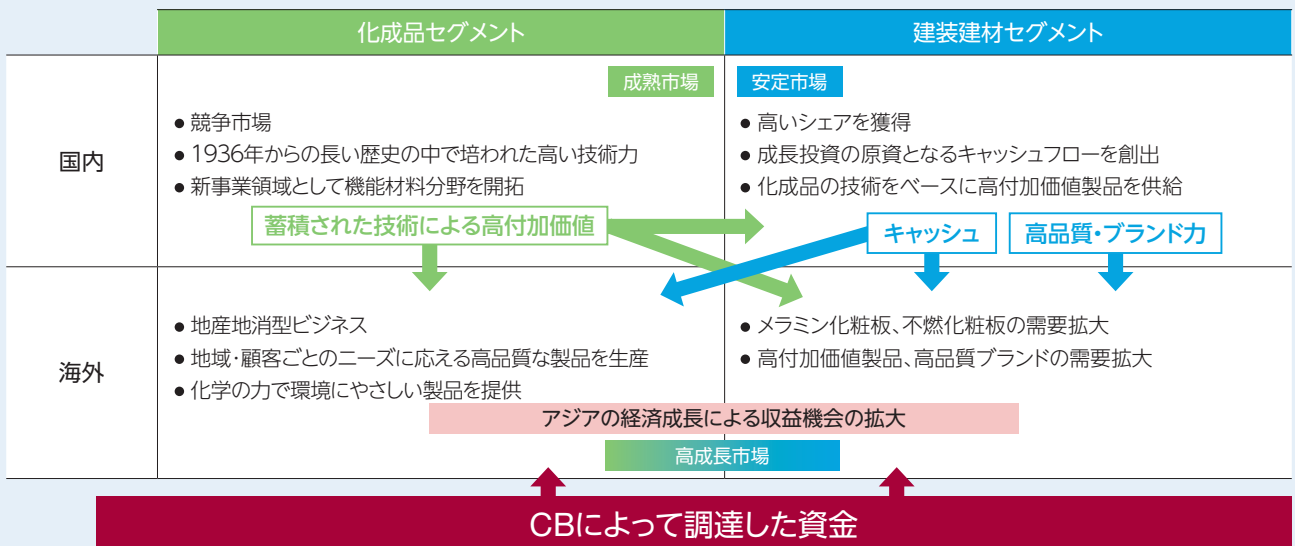 化成品セグメント
建装建材セグメント
国内
成熟市場
● 競争市場
● 1936年からの長い歴史の中で培われた高い技術力
● 新事業領域として機能材料分野を開拓
蓄積された技術による高付加価値
安定市場
● 高いシェアを獲得
● 成長投資の原資となるキャッシュフローを創出
● 化成品の技術をベースに高付加価値製品を供給
キャッシュ
高品質・ブランド力
海外
● 地産地消型ビジネス
● 地域・顧客ごとのニーズに応える高品質な製品を生産
● 化学の力で環境にやさしい製品を提供
● メラミン化粧板、不燃化粧板の需要拡大
● 高付加価値製品、高品質ブランドの需要拡大
アジアの経済成長による収益機会の拡大
高成長市場
CBによって調達した資金